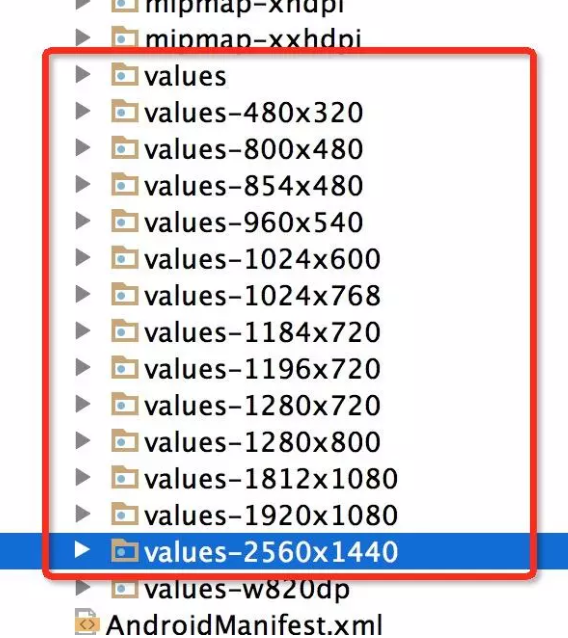 mipmap-xhdpi
mipmap-xxhdpi
values
values-480x320
values-800x480
values-854x480
values-960x540
values-1024x600
values-1024x768
values-1184x720
values-1196x720
values-1280x720
values-1280x800
values-1812x1080
values-1920x1080
values-2560x1440
values-w820dp
AndroidManifest.xml